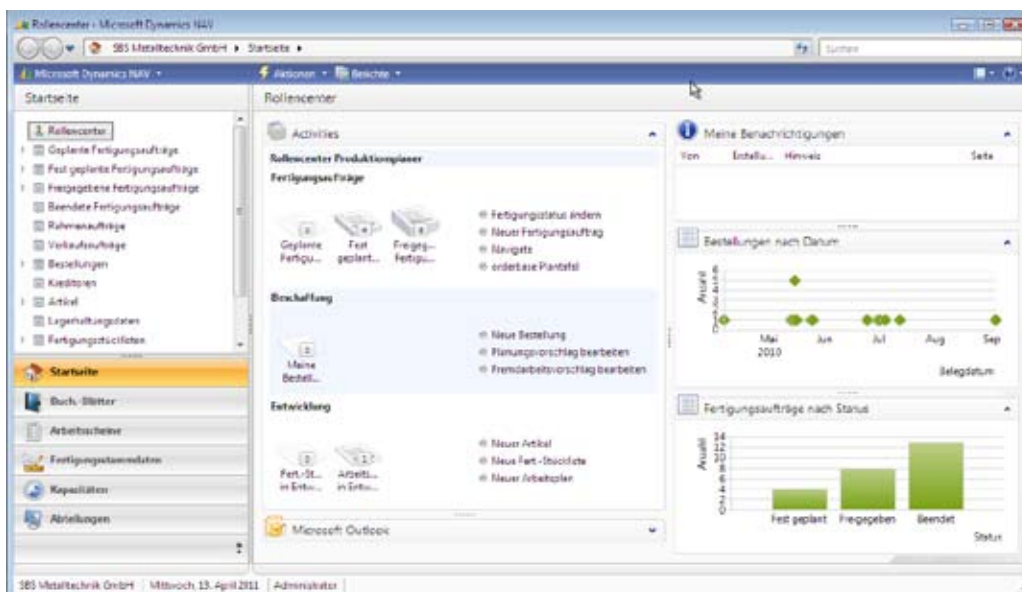 Rollencenter - Microsoft Dynamics NAV
SBS Metalltechnik GmbH ▸ Startseite ▸
Suchen
Microsoft Dynamics NAV
Aktionen
Berichte
Startseite
Rollencenter
Geplante Fertigungsaufträge
Fest geplante Fertigungsaufträge
Freigegebene Fertigungsaufträge
Beendete Fertigungsaufträge
Rahmenaufträge
Verkaufsaufträge
Bestellungen
Kreditoren
Artikel
Lagerhaltungsdaten
Fertigungsstücklisten
Startseite
Buch.-Blätter
Arbeitsscheine
Fertigungsstammdaten
Kapazitäten
Abteilungen
Rollencenter
Activities
Rollencenter Produktionsplaner
Fertigungsaufträge
Geplante Fertigu...
Fest geplant...
Freigeg... Fertigu...
Fertigungsstatus ändern
Neuer Fertigungsauftrag
Navigate
orderbase Plantafel
Beschaffung
Meine Bestell...
Neue Bestellung
Planungsvorschlag bearbeiten
Fremdarbeitsvorschlag bearbeiten
Entwicklung
Fert.-St... in Entw...
Arbeits... in Entw...
Neuer Artikel
Neue Fert.-Stückliste
Neuer Arbeitsplan
Microsoft Outlook
Meine Benachrichtigungen
Von Erstellu... Hinweis Seite
Bestellungen nach Datum
Anzahl
Mai Jun Jul Aug Sep
2010
Belegdatum
Fertigungsaufträge nach Status
Anzahl
14
12
10
8
6
4
2
0
Fest geplant Freigegeben Beendet
Status
SBS Metalltechnik GmbH Mittwoch, 13. April 2011 Administrator